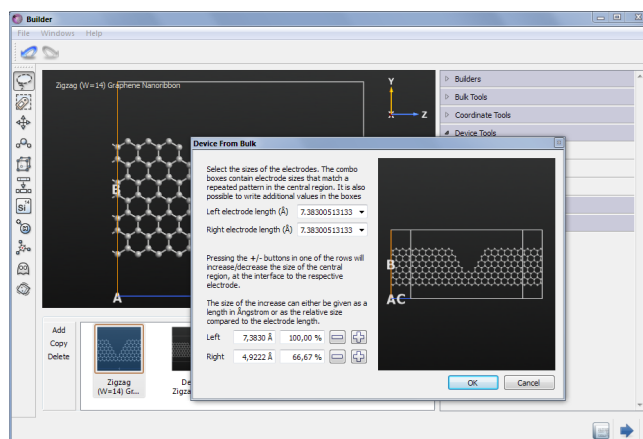 Builder
File Windows Help
Zigzag (W=14) Graphene Nanoribbon
Y
X
Z
B
A
Builders
Bulk Tools
Coordinate Tools
Device Tools
Device From Bulk
Select the sizes of the electrodes. The combo
boxes contain electrode sizes that match a
repeated pattern in the central region. It is also
possible to write additional values in the boxes
Left electrode length (Å) 7.38300513133
Right electrode length (Å) 7.38300513133
Pressing the +/- buttons in one of the rows will
increase/decrease the size of the central
region, at the interface to the respective
electrode.
The size of the increase can either be given as a
length in Ångstrom or as the relative size
compared to the electrode length.
Left 7,3830 Å 100,00 %
Right 4,9222 Å 66,67 %
B
AC
OK Cancel
Si 14
Add
Copy
Delete
Zigzag
(W=14) Gr...
De
Zigza